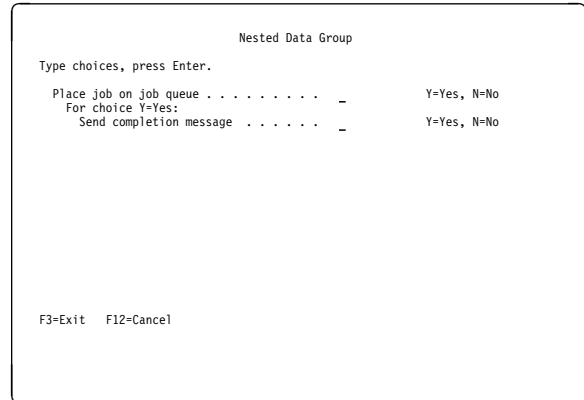 Nested Data Group
Type choices, press Enter.
Place job on job queue . . . . . . . . . _ Y=Yes, N=No
For choice Y=Yes:
Send completion message . . . . . . _ Y=Yes, N=No
F3=Exit F12=Cancel